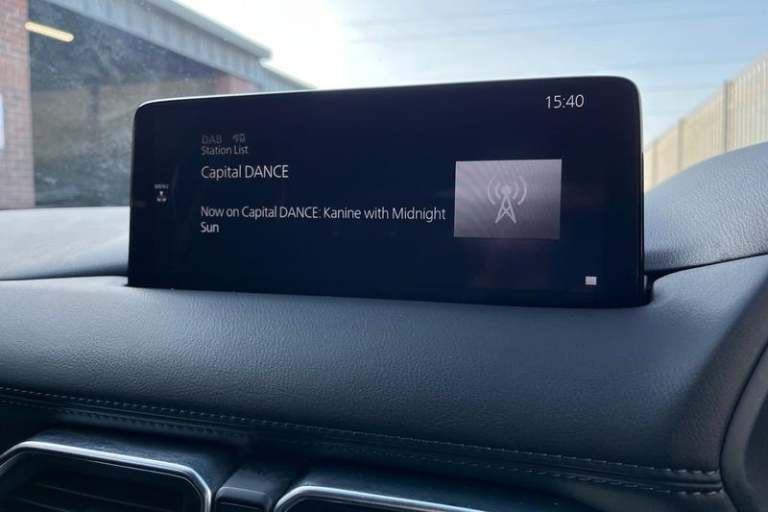 15:40
DAB
Station List
Capital DANCE
Now on Capital DANCE: Kanine with Midnight
Sun